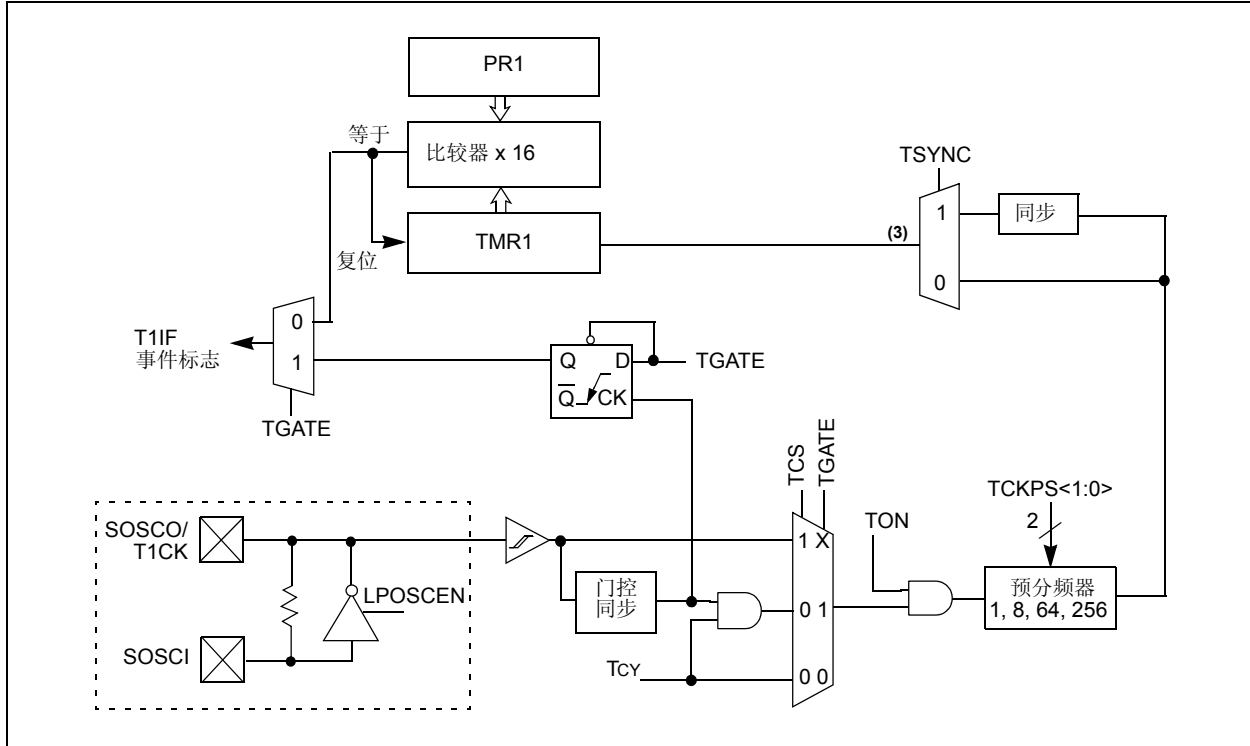 PR1
等于
比较器 x 16
TSYNC
1
同步
(3)
TMR1
复位
0
0
T1IF
事件标志
1
Q
D
TGATE
Q
CK
TGATE
TCS
TGATE
TCKPS<1:0>
2
SOSCO/
T1CK
TON
1 X
LPOSCEN
门控
同步
0 1
预分频器
1, 8, 64, 256
SOSCI
TCY
0 0